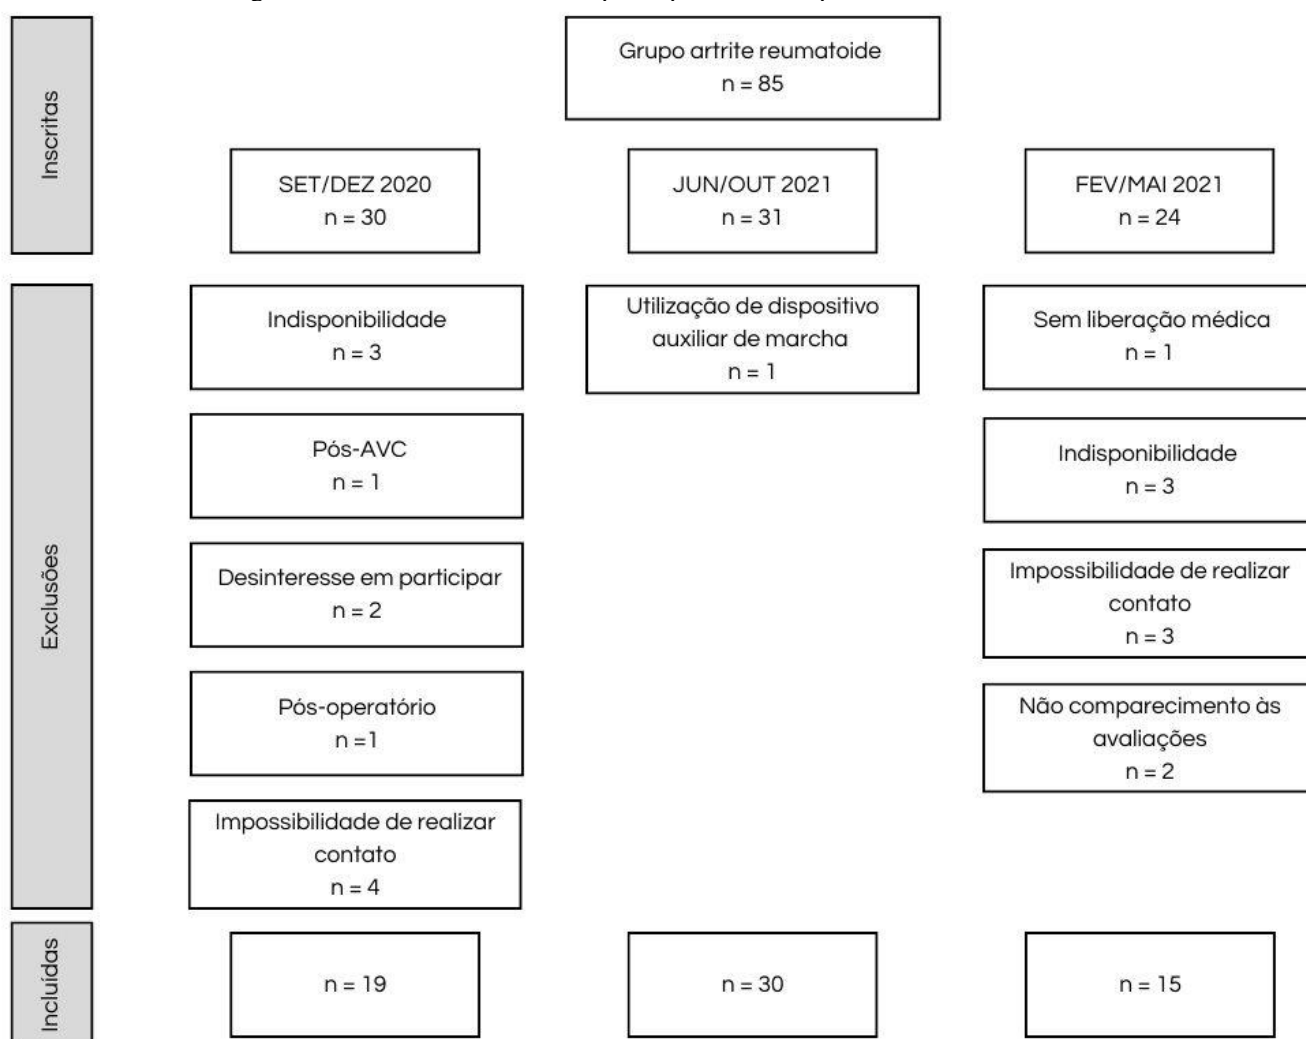 Inscritas
Grupo artrite reumatoide
n = 85
SET/DEZ 2020
n = 30
JUN/OUT 2021
n = 31
FEV/MAI 2021
n = 24
Exclusões
Indisponibilidade
n = 3
Pós-AVC
n = 1
Desinteresse em participar
n = 2
Pós-operatório
n =1
Impossibilidade de realizar
contato
n = 4
Utilização de dispositivo
auxiliar de marcha
n = 1
Sem liberação médica
n = 1
Indisponibilidade
n = 3
Impossibilidade de realizar
contato
n = 3
Não comparecimento às
avaliações
n = 2
Incluídas
n = 19
n = 30
n = 15